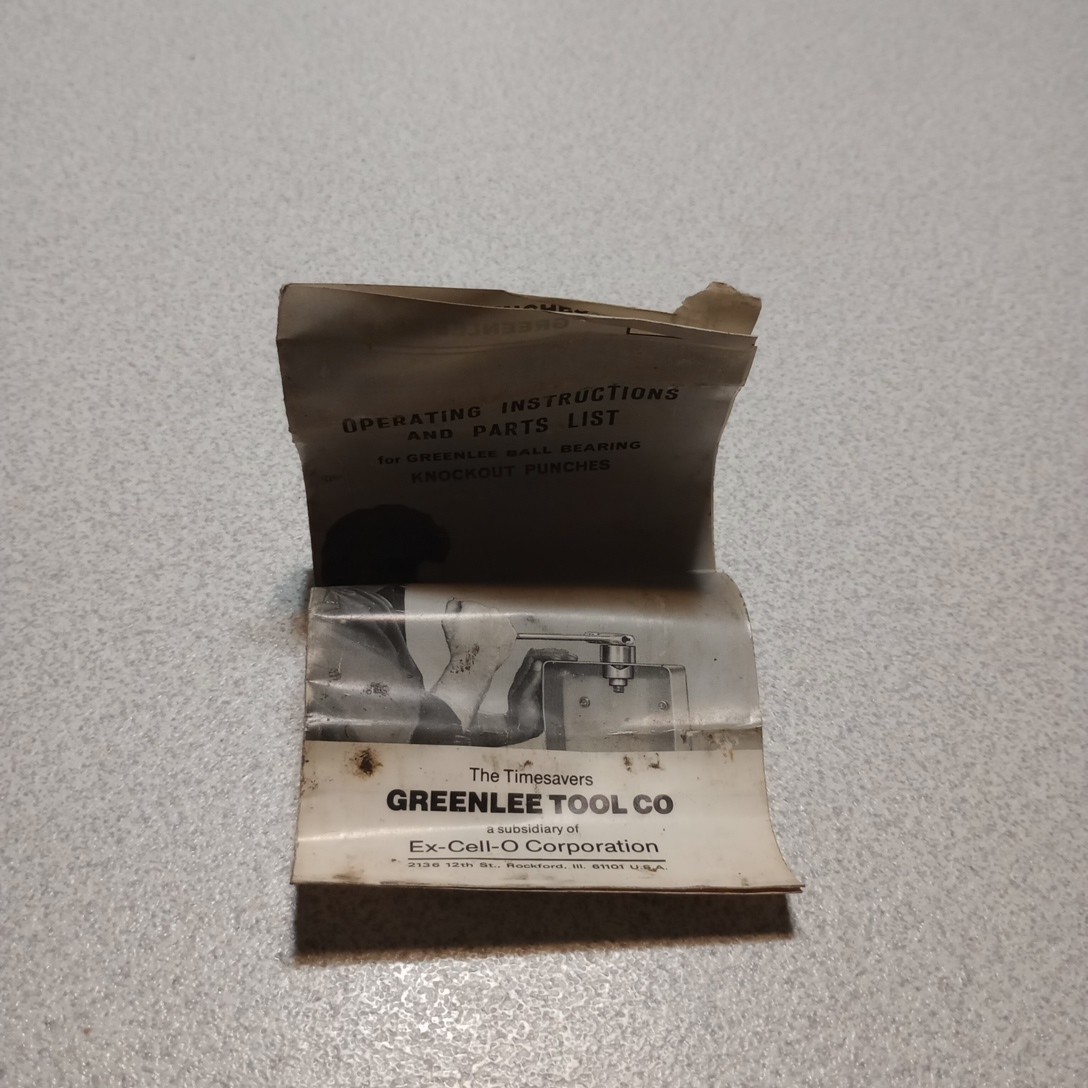 OPERATING INSTRUCTIONS
AND PARTS LIST
for GREENLEE BALL BEARING
KNOCKOUT PUNCHES
The Timesavers
GREENLEE TOOL CO
a subsidiary of
Ex-Cell-O Corporation
2136 12th St., Rockford, Ill. 61101 U.S.A.